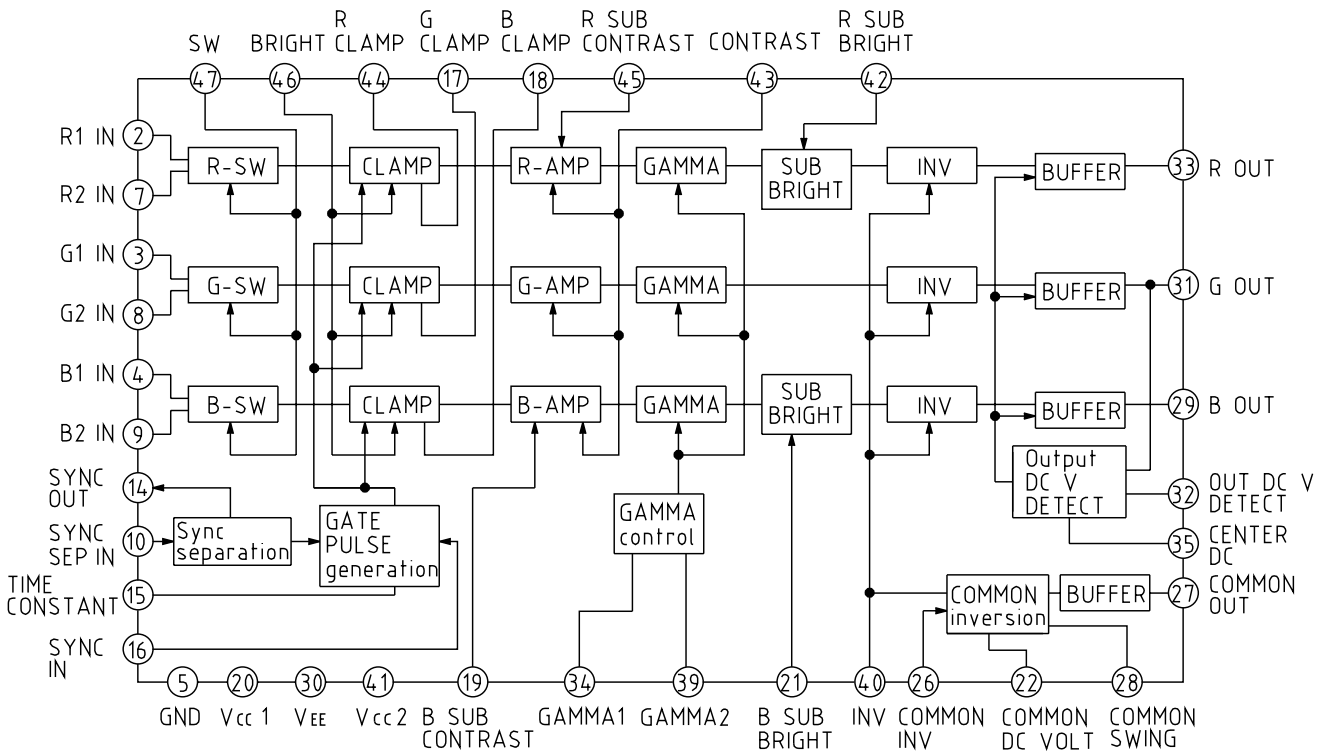 R G B R SUB R SUB
SW BRIGHT CLAMP CLAMP CLAMP CONTRAST CONTRAST BRIGHT
47 46 44 17 18 45 43 42
R1 IN 2
R-SW CLAMP R-AMP GAMMA SUB BRIGHT INV BUFFER 33 R OUT
R2 IN 7
G1 IN 3
G-SW CLAMP G-AMP GAMMA INV BUFFER 31 G OUT
G2 IN 8
B1 IN 4
B-SW CLAMP B-AMP GAMMA SUB BRIGHT INV BUFFER 29 B OUT
B2 IN 9
SYNC OUT 14
Output DC V DETECT
32 OUT DC V DETECT
SYNC SEP IN 10
Sync separation
GATE PULSE generation
GAMMA control
35 CENTER DC
TIME CONSTANT 15
COMMON inversion
BUFFER
27 COMMON OUT
SYNC IN 16
5 20 30 41 19 34 39 21 40 26 22 28
GND Vcc 1 VEE Vcc 2 B SUB CONTRAST GAMMA1 GAMMA2 B SUB BRIGHT INV COMMON INV COMMON DC VOLT COMMON SWING